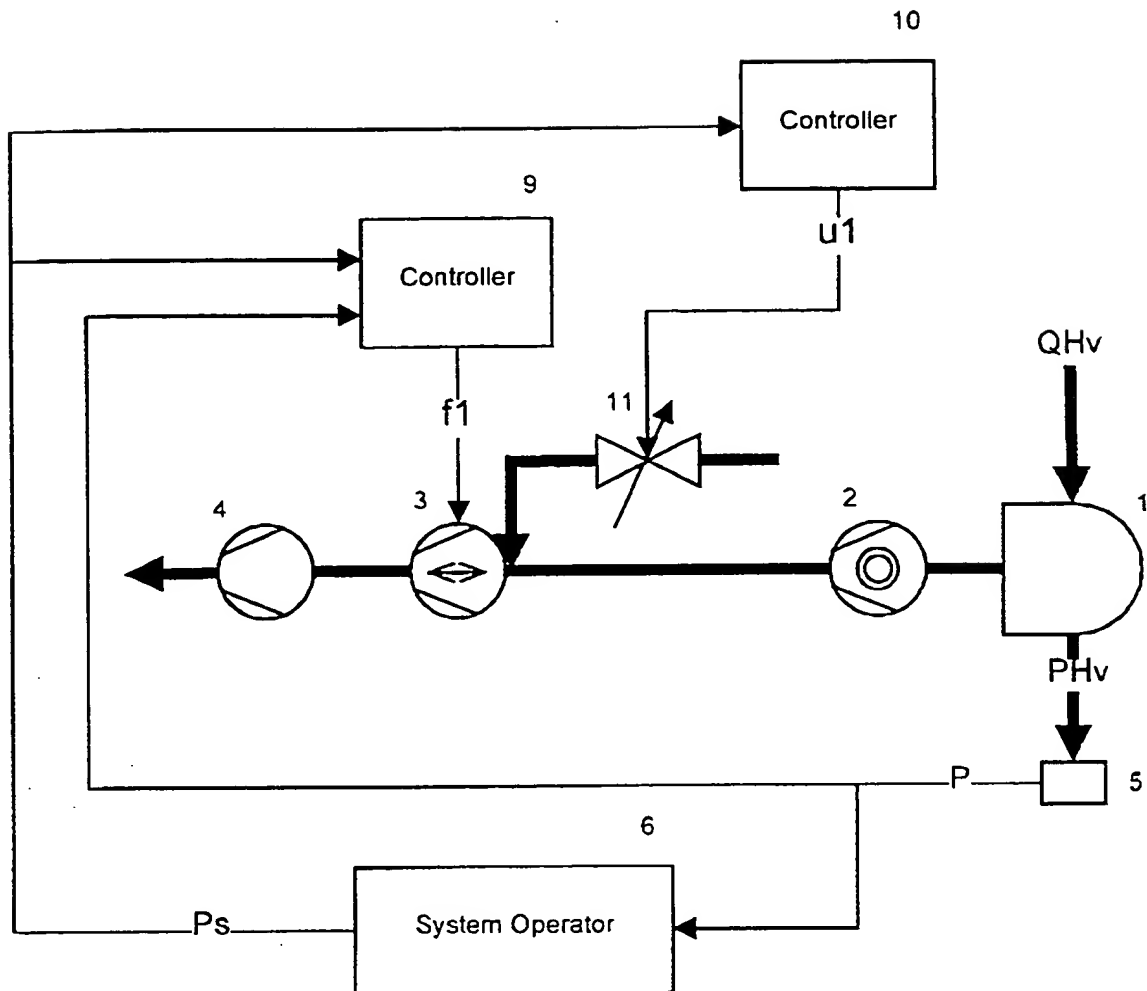 10
Controller
9
u1
Controller
QHv
f1
11
4
3
2
1
PHv
P
5
6
Ps
System Operator